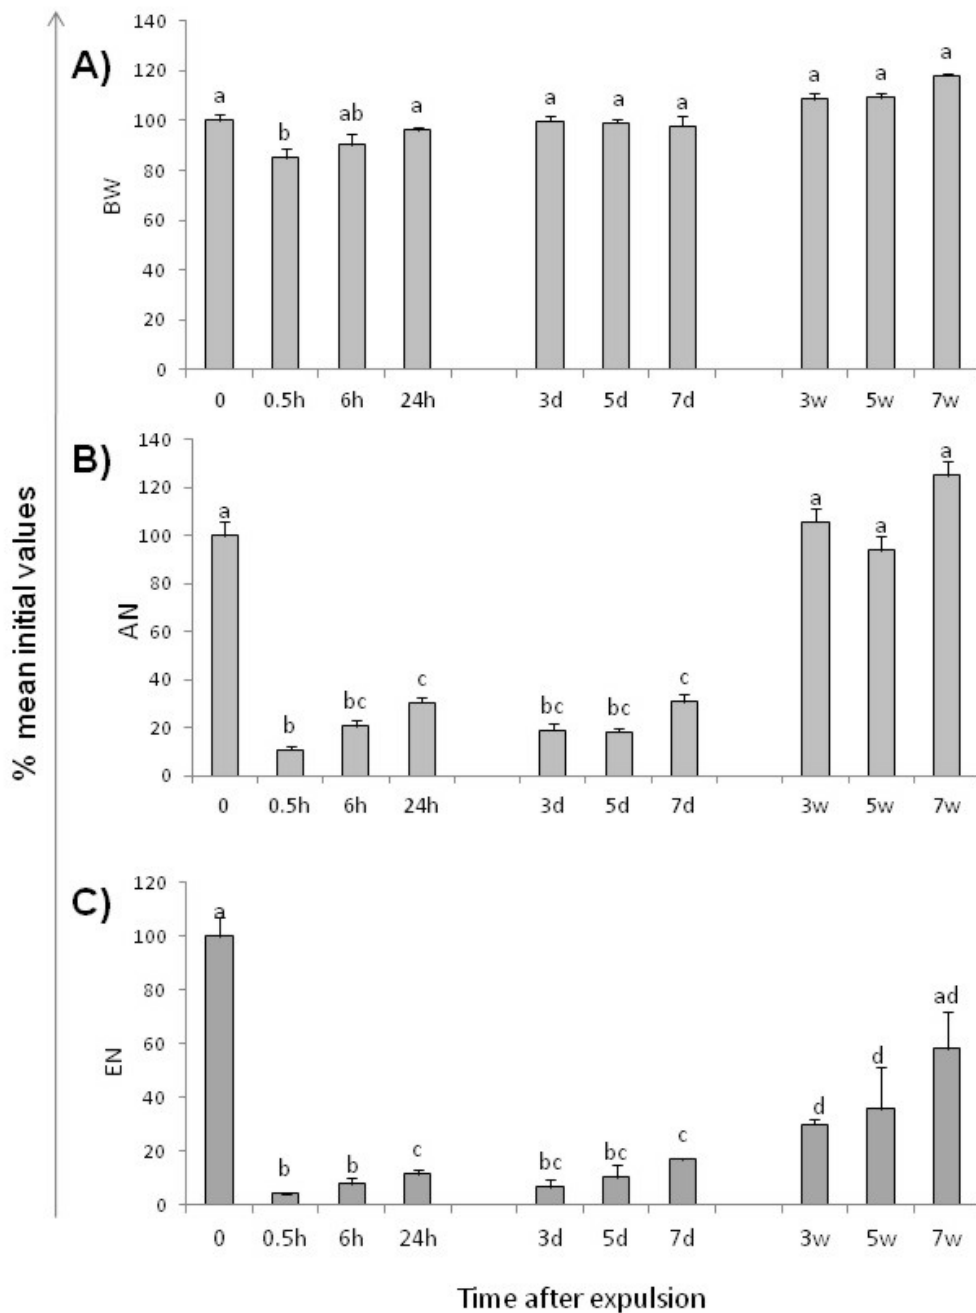 % mean initial values
A)
BW
140
120
100
80
60
40
20
0
a b ab a a a a a a a
0 0.5h 6h 24h 3d 5d 7d 3w 5w 7w
B)
AN
140
120
100
80
60
40
20
0
a b bc c bc bc c a a a
0 0.5h 6h 24h 3d 5d 7d 3w 5w 7w
C)
EN
120
100
80
60
40
20
0
a b b c bc bc c d d ad
0 0.5h 6h 24h 3d 5d 7d 3w 5w 7w
Time after expulsion